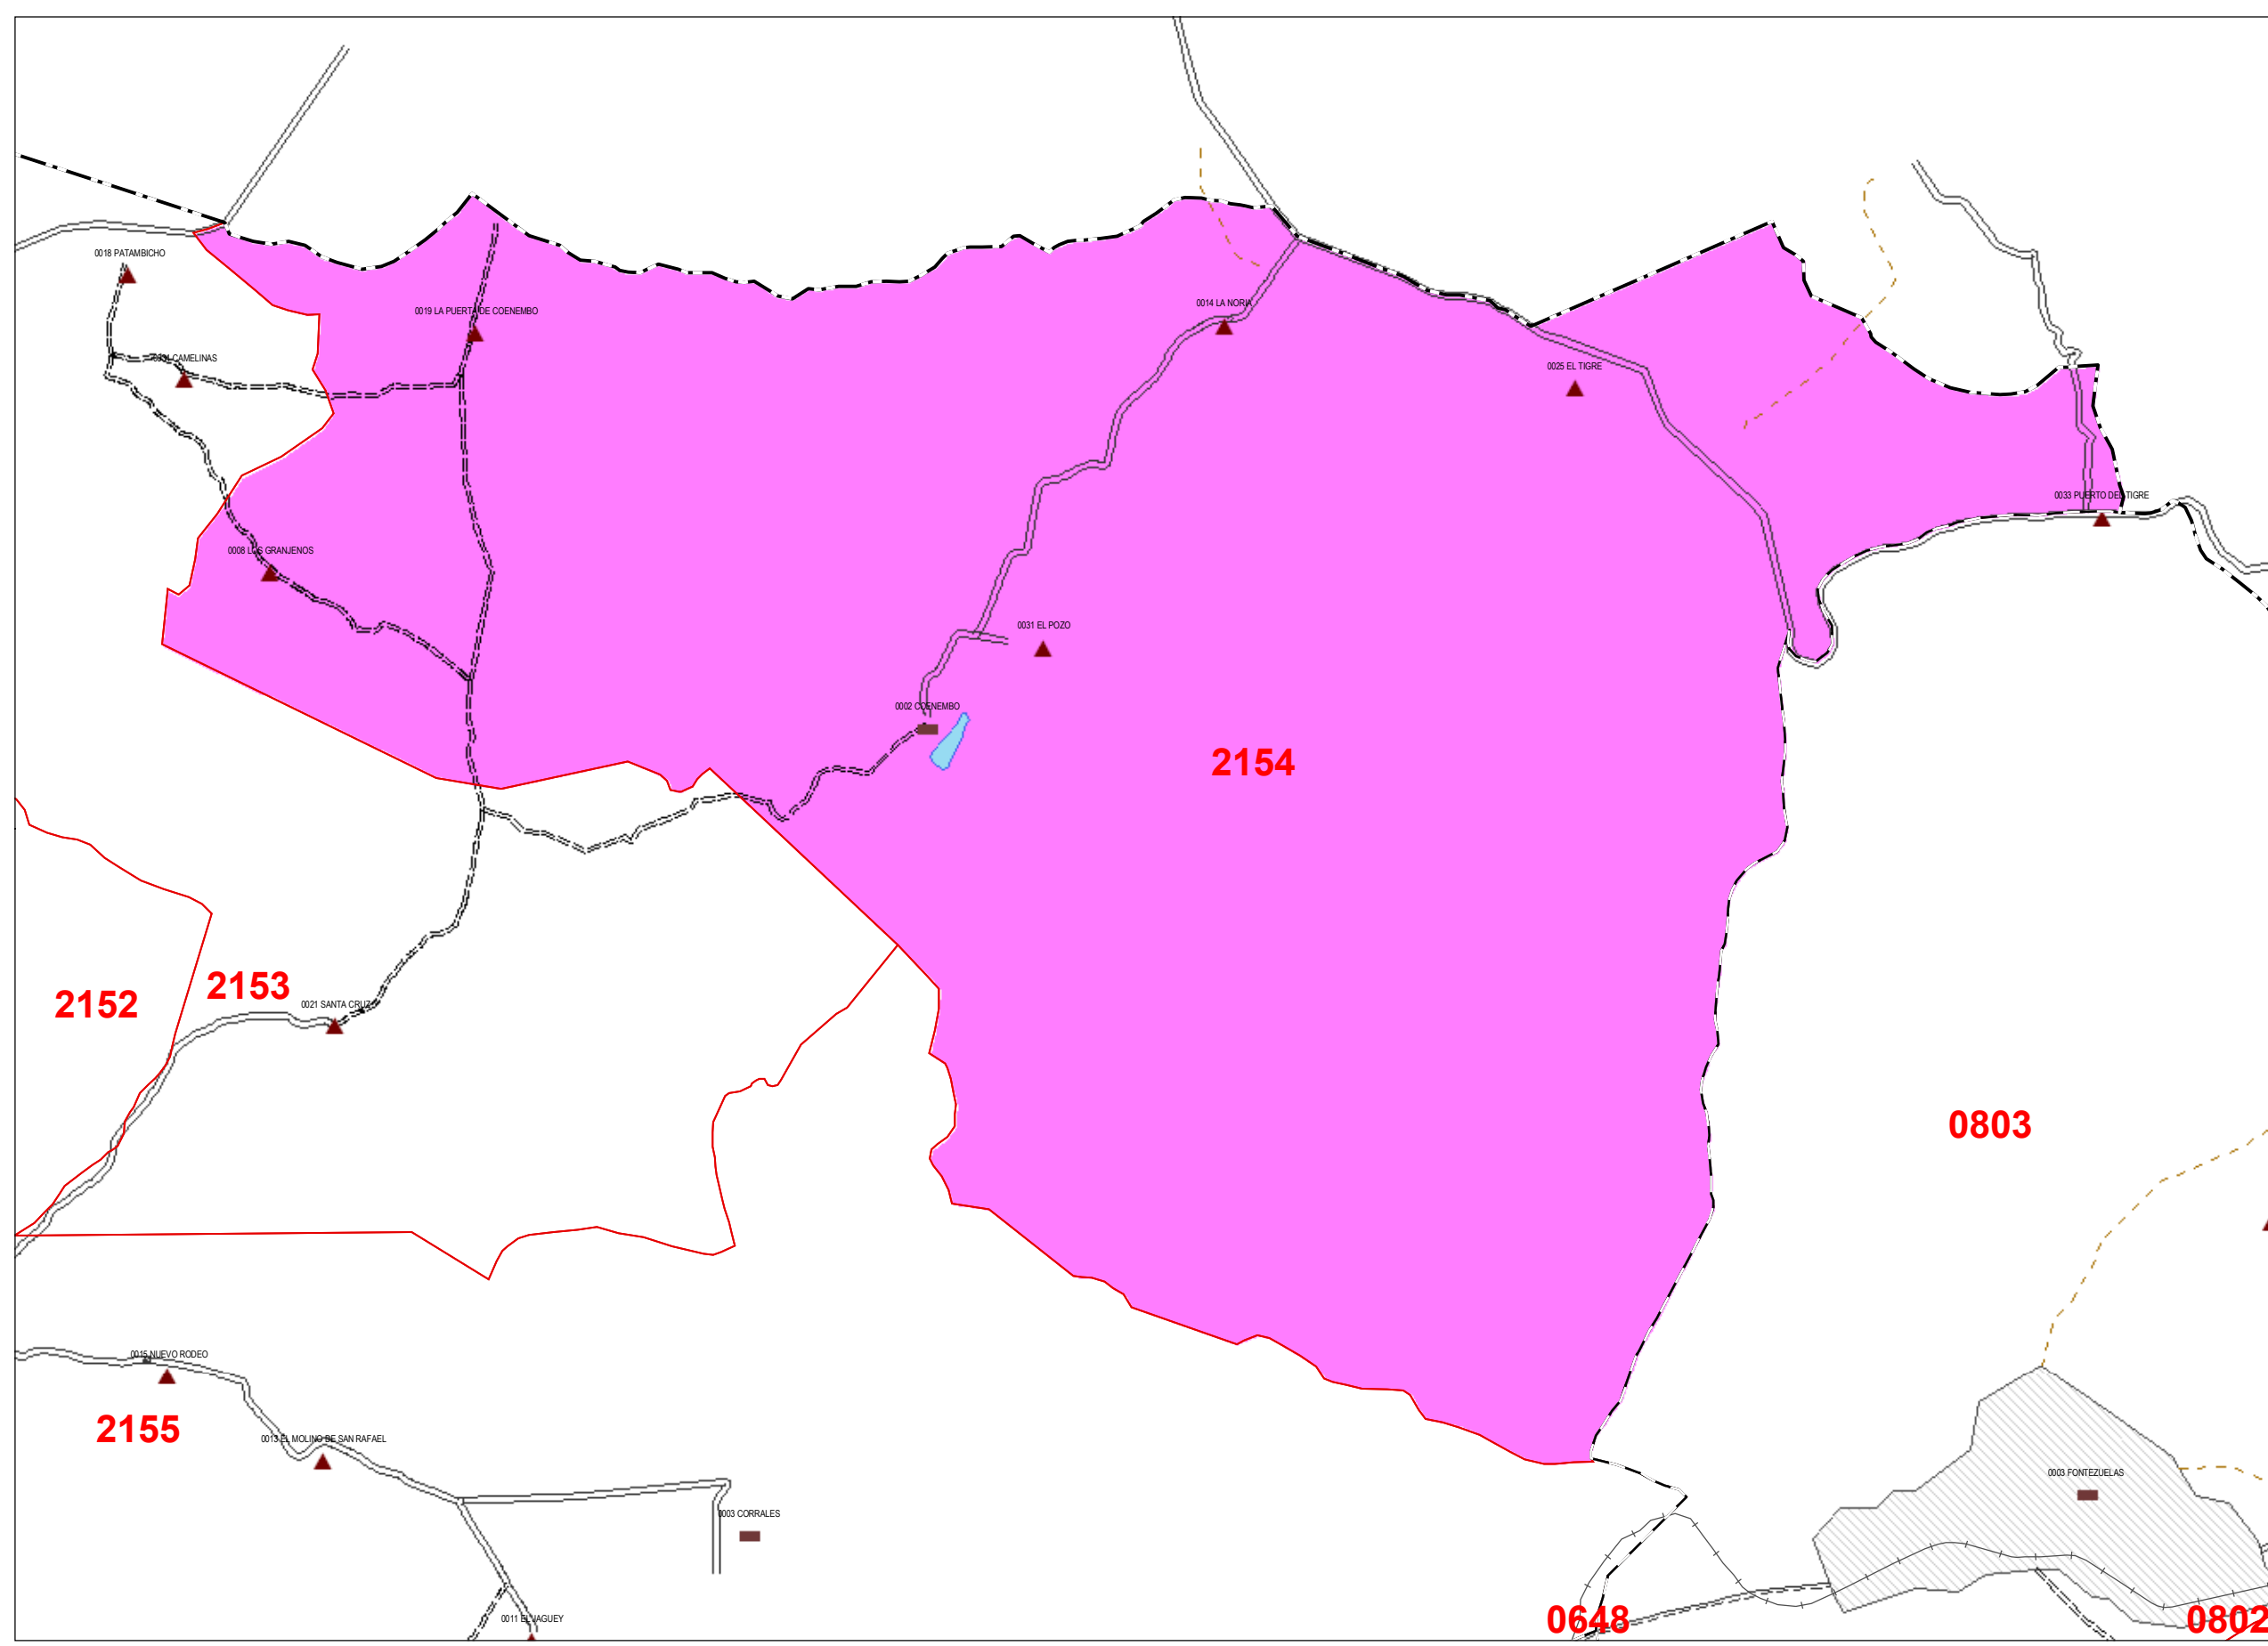 0018 PATAMBICHO
0019 LA PUERTA DE COENEMBO
0014 LA NORIA
CAMELINAS
0025 EL TIGRE
0033 PUERTO DEL TIGRE
0008 LOS GRANJENOS
0031 EL POZO
0002 COENEMBO
2154
2153
2152
0021 SANTA CRUZ
0803
0015 NUEVO RODEO
2155
0013 EL MOLINO DE SAN RAFAEL
0003 FONTEZUELAS
0003 CORRALES
0011 EL JAGUEY
0648
0802